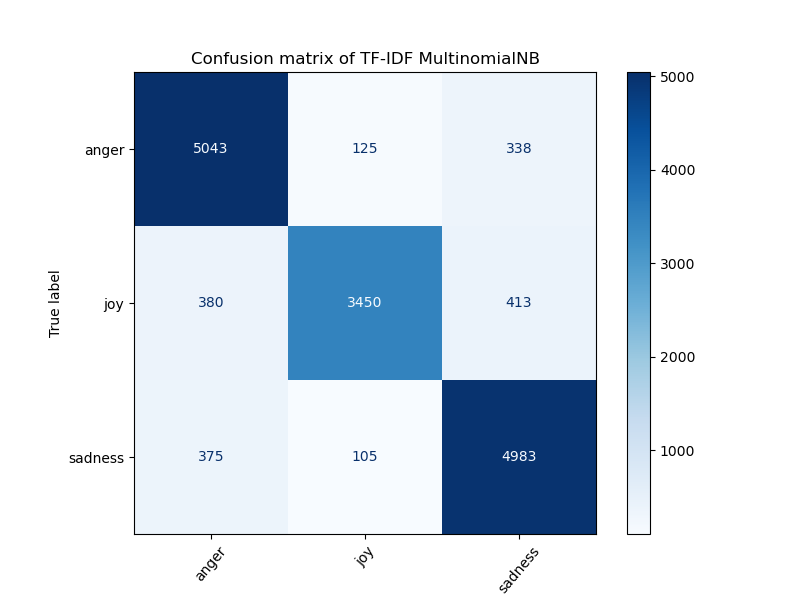 Confusion matrix of TF-IDF MultinomialNB
True label
anger
5043
125
338
joy
380
3450
413
sadness
375
105
4983
anger
joy
sadness
5000
4000
3000
2000
1000